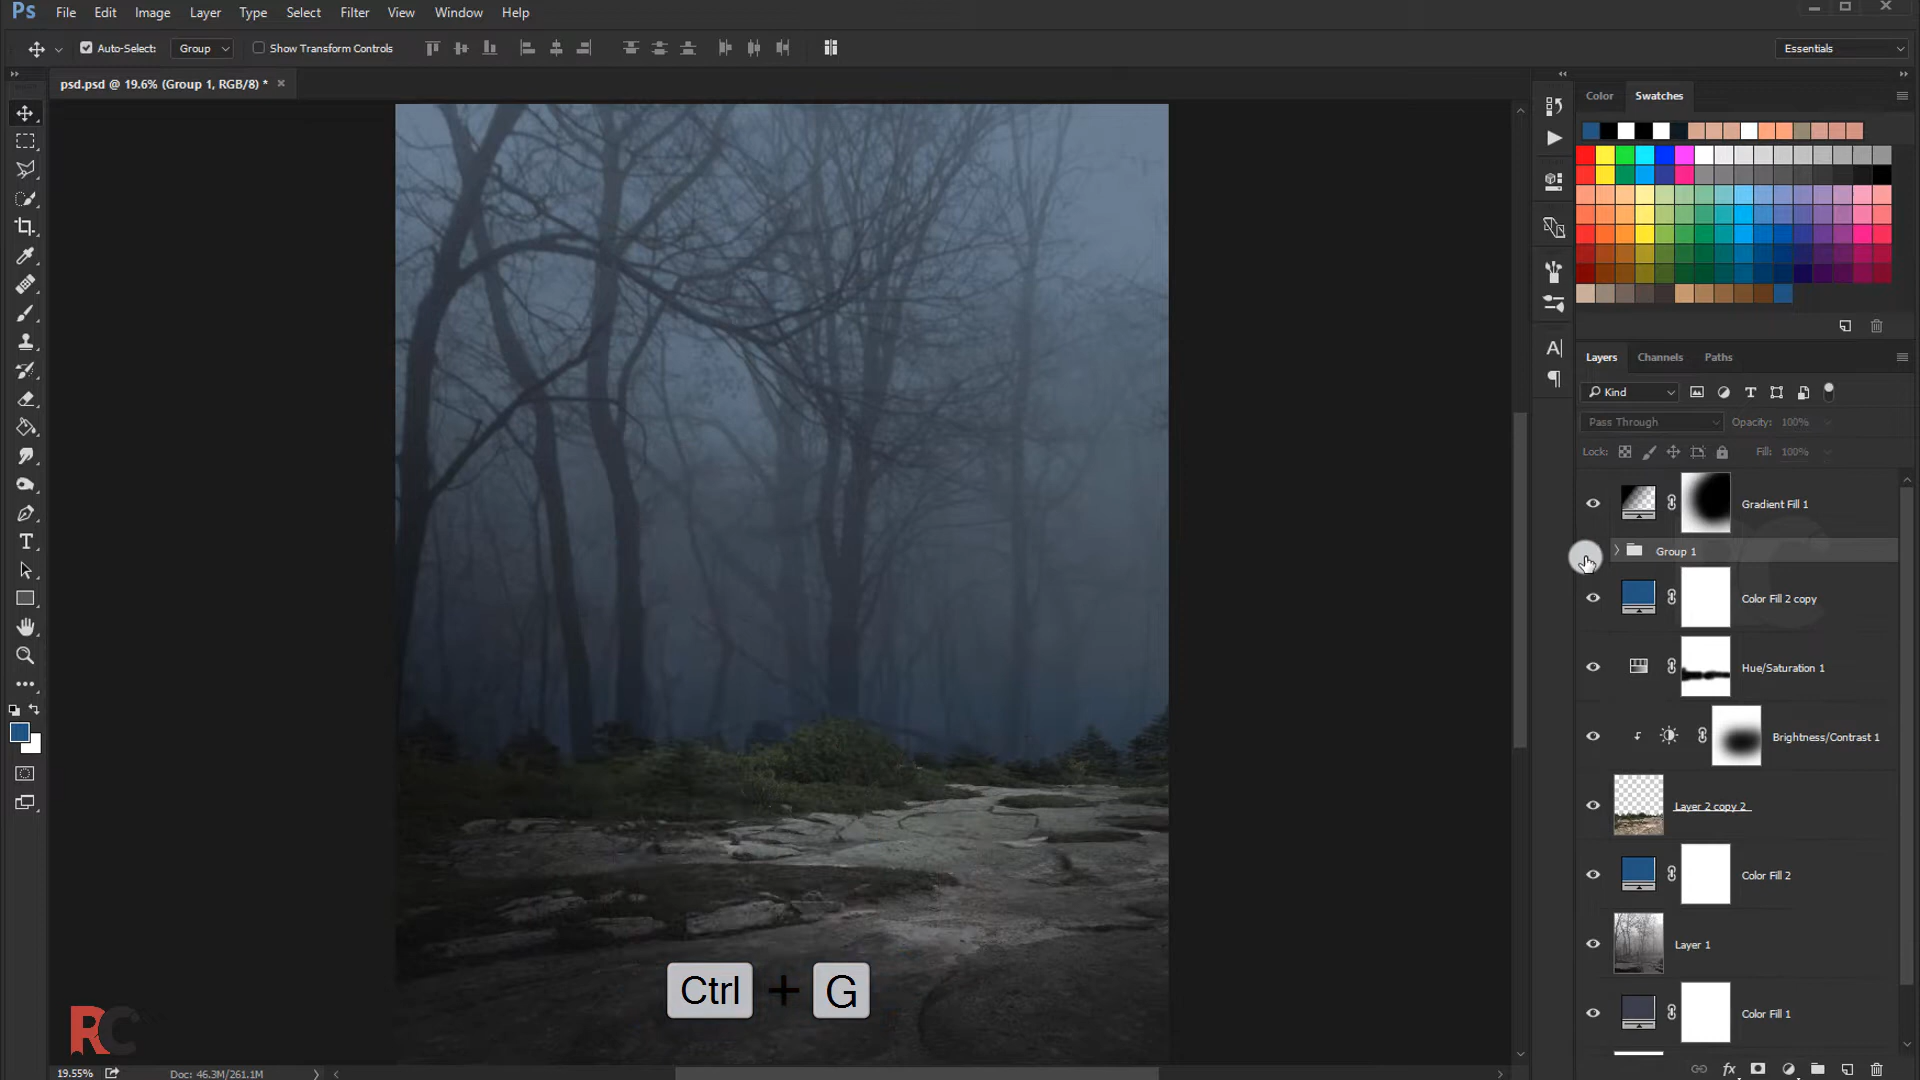 Ps File Edit Image Layer Type Select Filter View Window Help
Auto-Select: Group Show Transform Controls Essentials
psd.psd @ 19.6% (Group 1, RGB/8) *
Color Swatches
Layers Channels Paths
Kind
Pass Through Opacity: 100%
Lock: Fill: 100%
Gradient Fill 1
Group 1
Color Fill 2 copy
Hue/Saturation 1
Brightness/Contrast 1
Layer 2 copy 2
Color Fill 2
Layer 1
Color Fill 1
Ctrl + G
RC
19.55% Doc: 46.3M/261.1M
fx